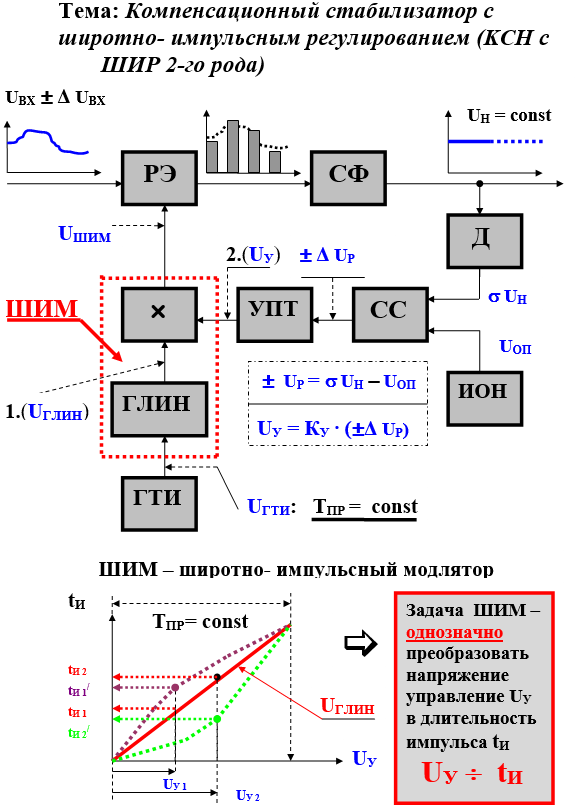 Тема: Компенсационный стабилизатор с
широтно- импульсным регулированием (КСН с
ШИР 2-го рода)
UВХ ± Δ UВХ
UН = const
РЭ
СФ
UШИМ
2.(UУ) ± Δ UР
Д
ШИМ
×
УПТ
СС
σ UН
UОП
1.(UГЛИН)
ГЛИН
± UР = σ UН – UОП
ИОН
UУ = КУ · (±Δ UР)
ГТИ
UГТИ: ТПР = const
ШИМ – широтно- импульсный модлятор
tИ
ТПР= const
tИ 2
tИ 1/
tИ 1
tИ 2/
UГЛИН
UУ
UУ 1
UУ 2
Задача ШИМ –
однозначно
преобразовать
напряжение
управление UУ
в длительность
импульса tИ
UУ ÷ tИ